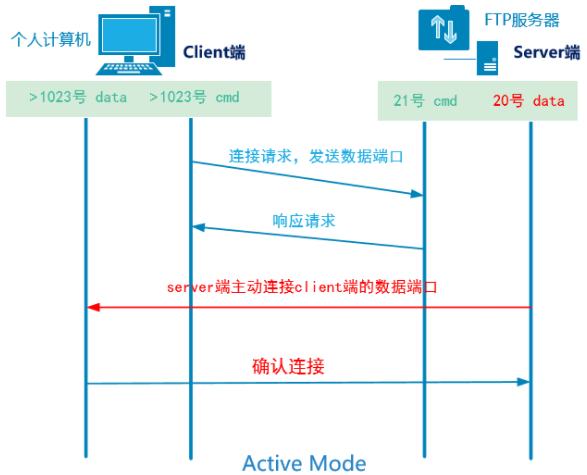 个人计算机
Client端
FTP服务器
Server端
>1023号 data
>1023号 cmd
21号 cmd
20号 data
连接请求，发送数据端口
响应请求
server端主动连接client端的数据端口
确认连接
Active Mode